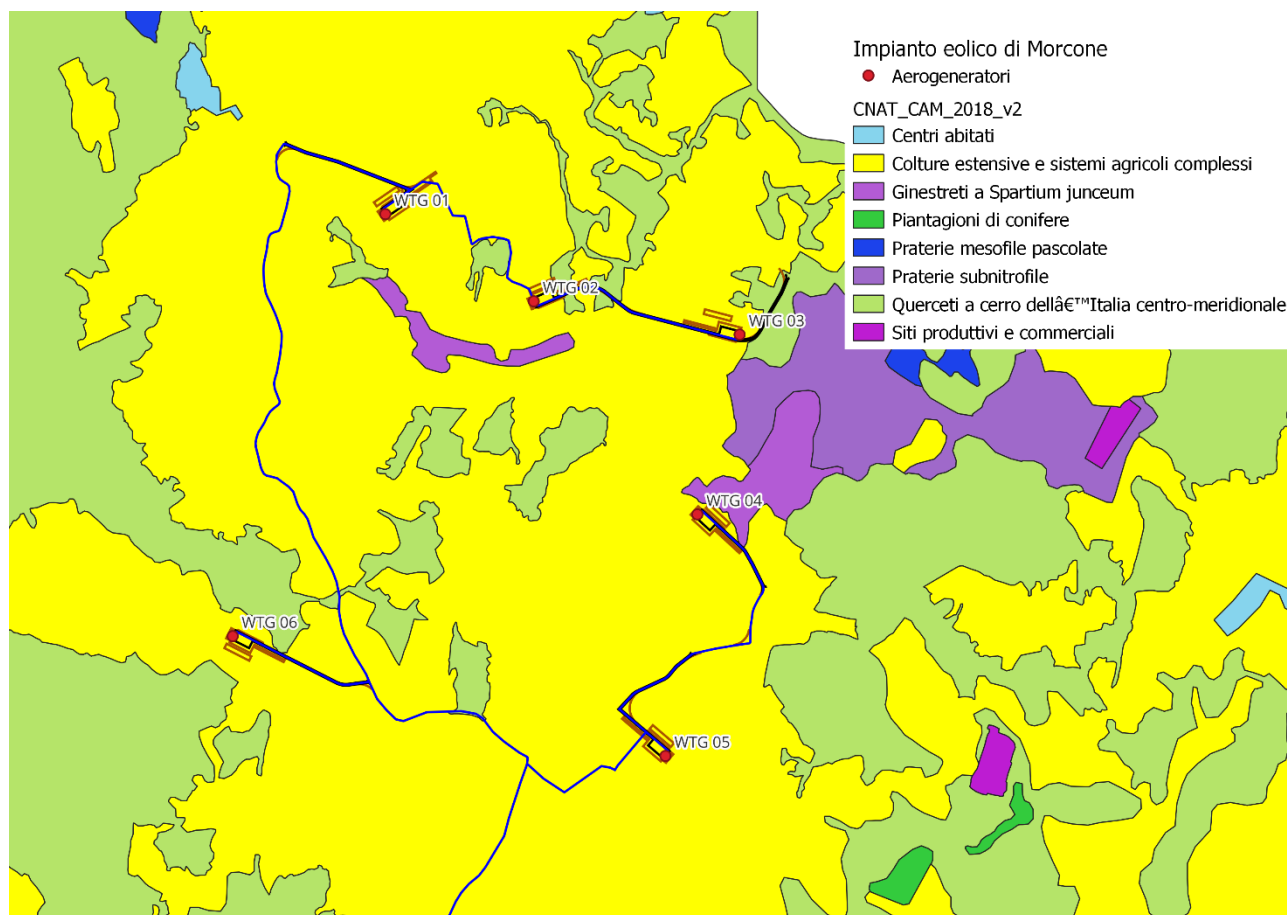 Impianto eolico di Morcone
Aerogeneratori
CNAT_CAM_2018_v2
Centri abitati
Colture estensive e sistemi agricoli complessi
Ginestreti a Spartium junceum
Piantagioni di conifere
Praterie mesofile pascolate
Praterie subnitrofile
Querceti a cerro dellâ€™Italia centro-meridionale
Siti produttivi e commerciali
WTG 01
WTG 02
WTG 03
WTG 04
WTG 06
WTG 05